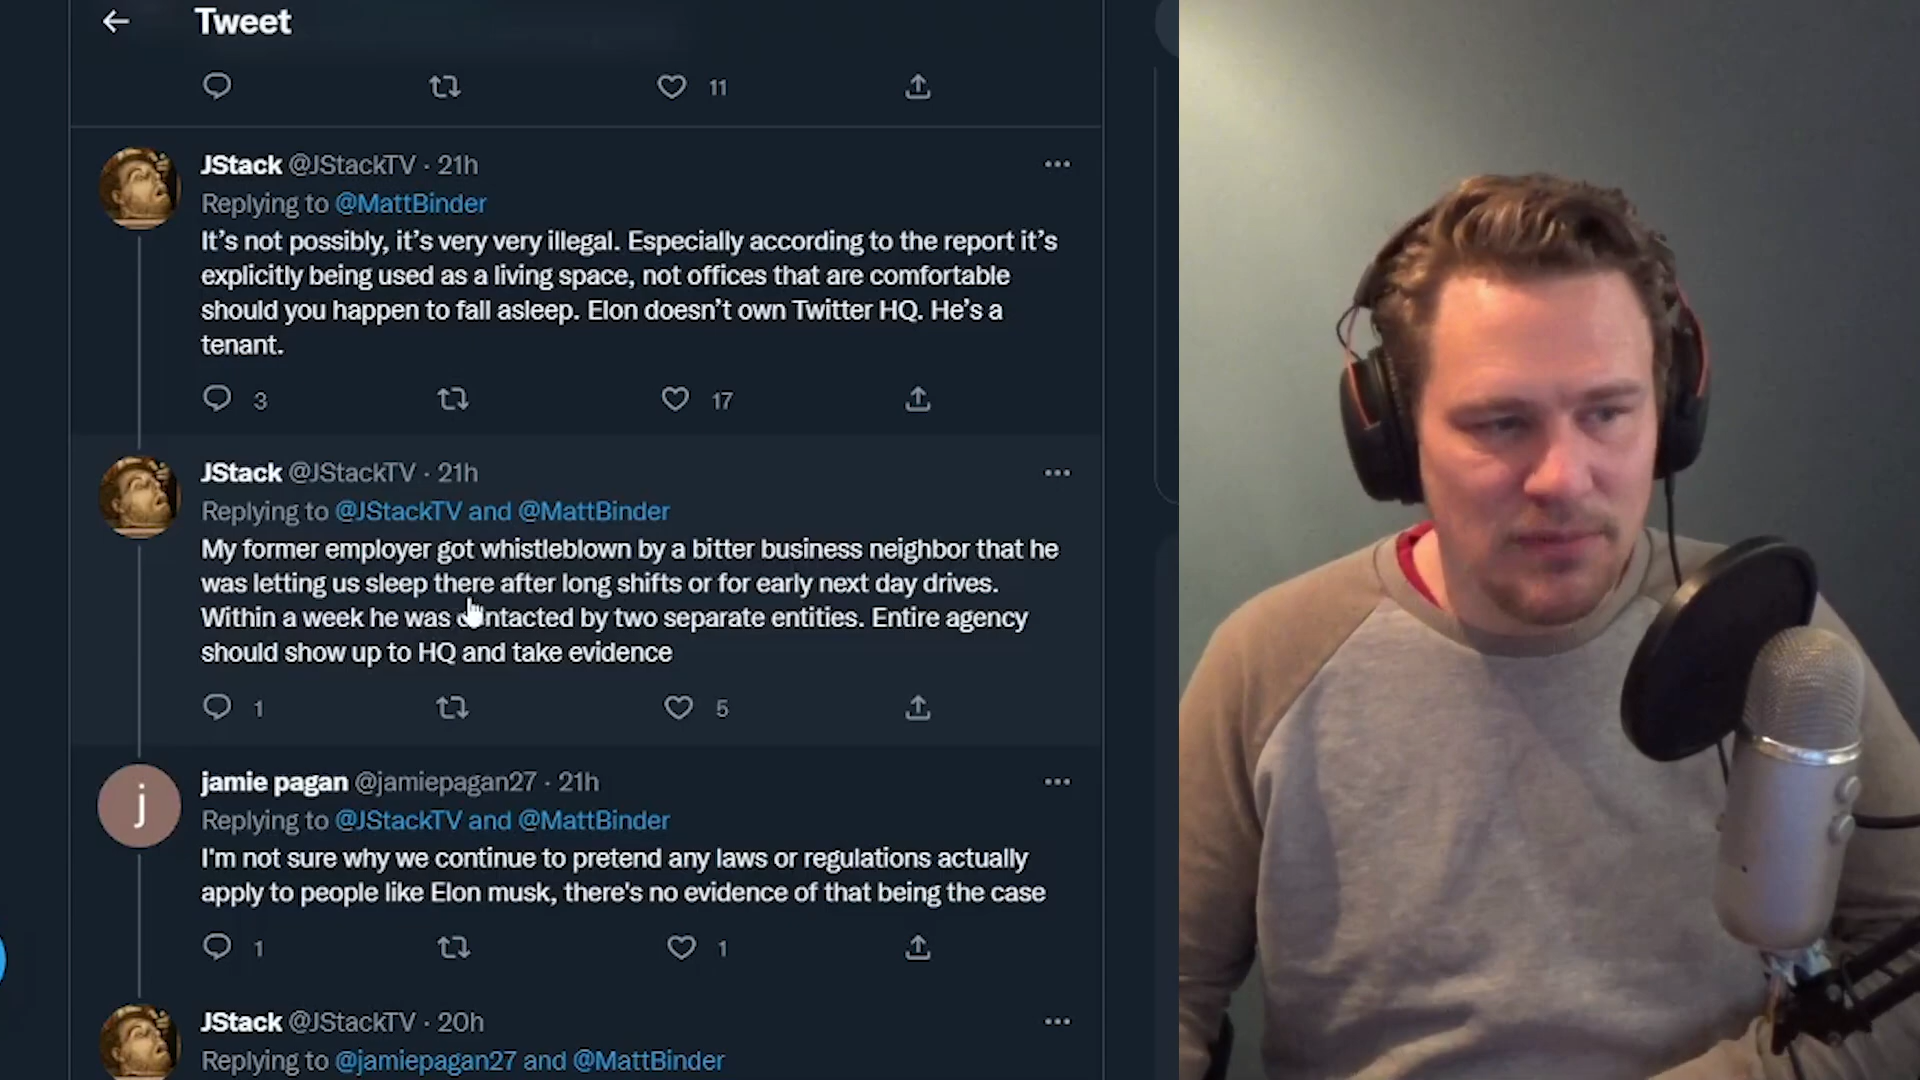 Tweet
11
JStack @JStackTV · 21h
Replying to @MattBinder
It's not possibly, it's very very illegal. Especially according to the report it's
explicitly being used as a living space, not offices that are comfortable
should you happen to fall asleep. Elon doesn't own Twitter HQ. He's a
tenant.
3 17
JStack @JStackTV · 21h
Replying to @JStackTV and @MattBinder
My former employer got whistleblown by a bitter business neighbor that he
was letting us sleep there after long shifts or for early next day drives.
Within a week he was contacted by two separate entities. Entire agency
should show up to HQ and take evidence
1 5
j
jamie pagan @jamiepagan27 · 21h
Replying to @JStackTV and @MattBinder
I'm not sure why we continue to pretend any laws or regulations actually
apply to people like Elon musk, there's no evidence of that being the case
1 1
JStack @JStackTV · 20h
Replying to @jamiepagan27 and @MattBinder